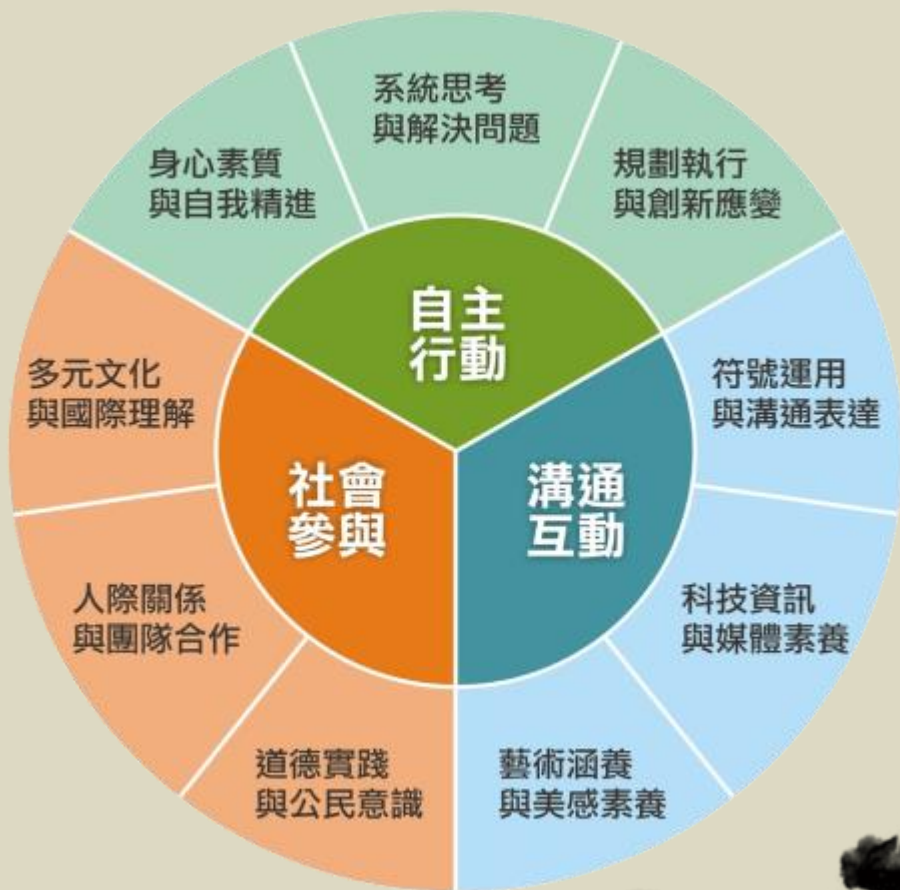 系統思考
與解決問題
身心素質
與自我精進
規劃執行
與創新應變
自主
行動
多元文化
與國際理解
符號運用
與溝通表達
社會
參與
溝通
互動
人際關係
與團隊合作
科技資訊
與媒體素養
道德實踐
與公民意識
藝術涵養
與美感素養